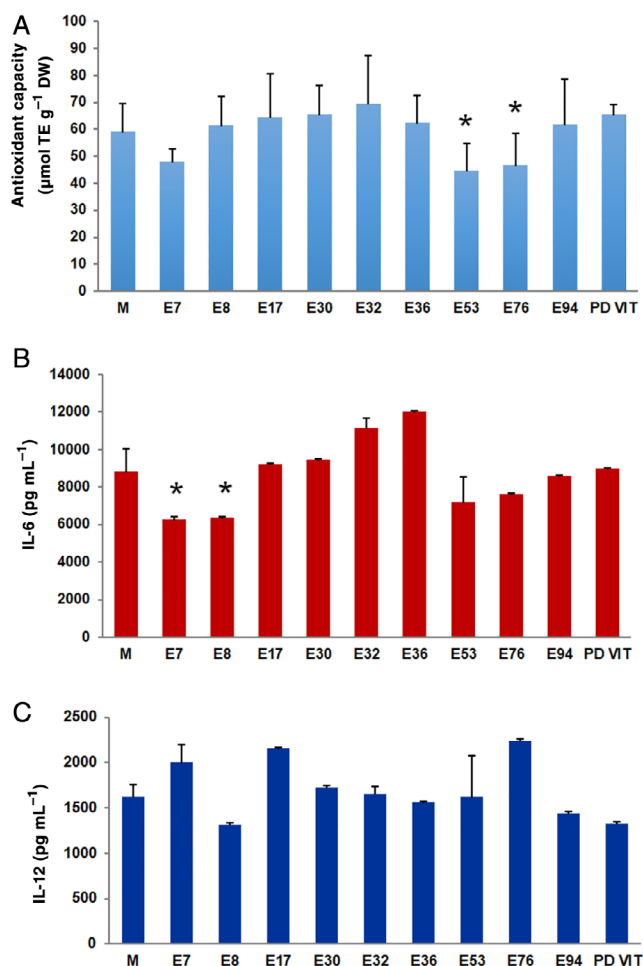 A
Antioxidant capacity
(μmol TE g⁻¹ DW)
100
90
80
70
60
50
40
30
20
10
0
* *
M E7 E8 E17 E30 E32 E36 E53 E76 E94 PD VIT
B
IL-6 (pg mL⁻¹)
14000
12000
10000
8000
6000
4000
2000
0
* *
M E7 E8 E17 E30 E32 E36 E53 E76 E94 PD VIT
C
IL-12 (pg mL⁻¹)
2500
2000
1500
1000
500
0
M E7 E8 E17 E30 E32 E36 E53 E76 E94 PD VIT